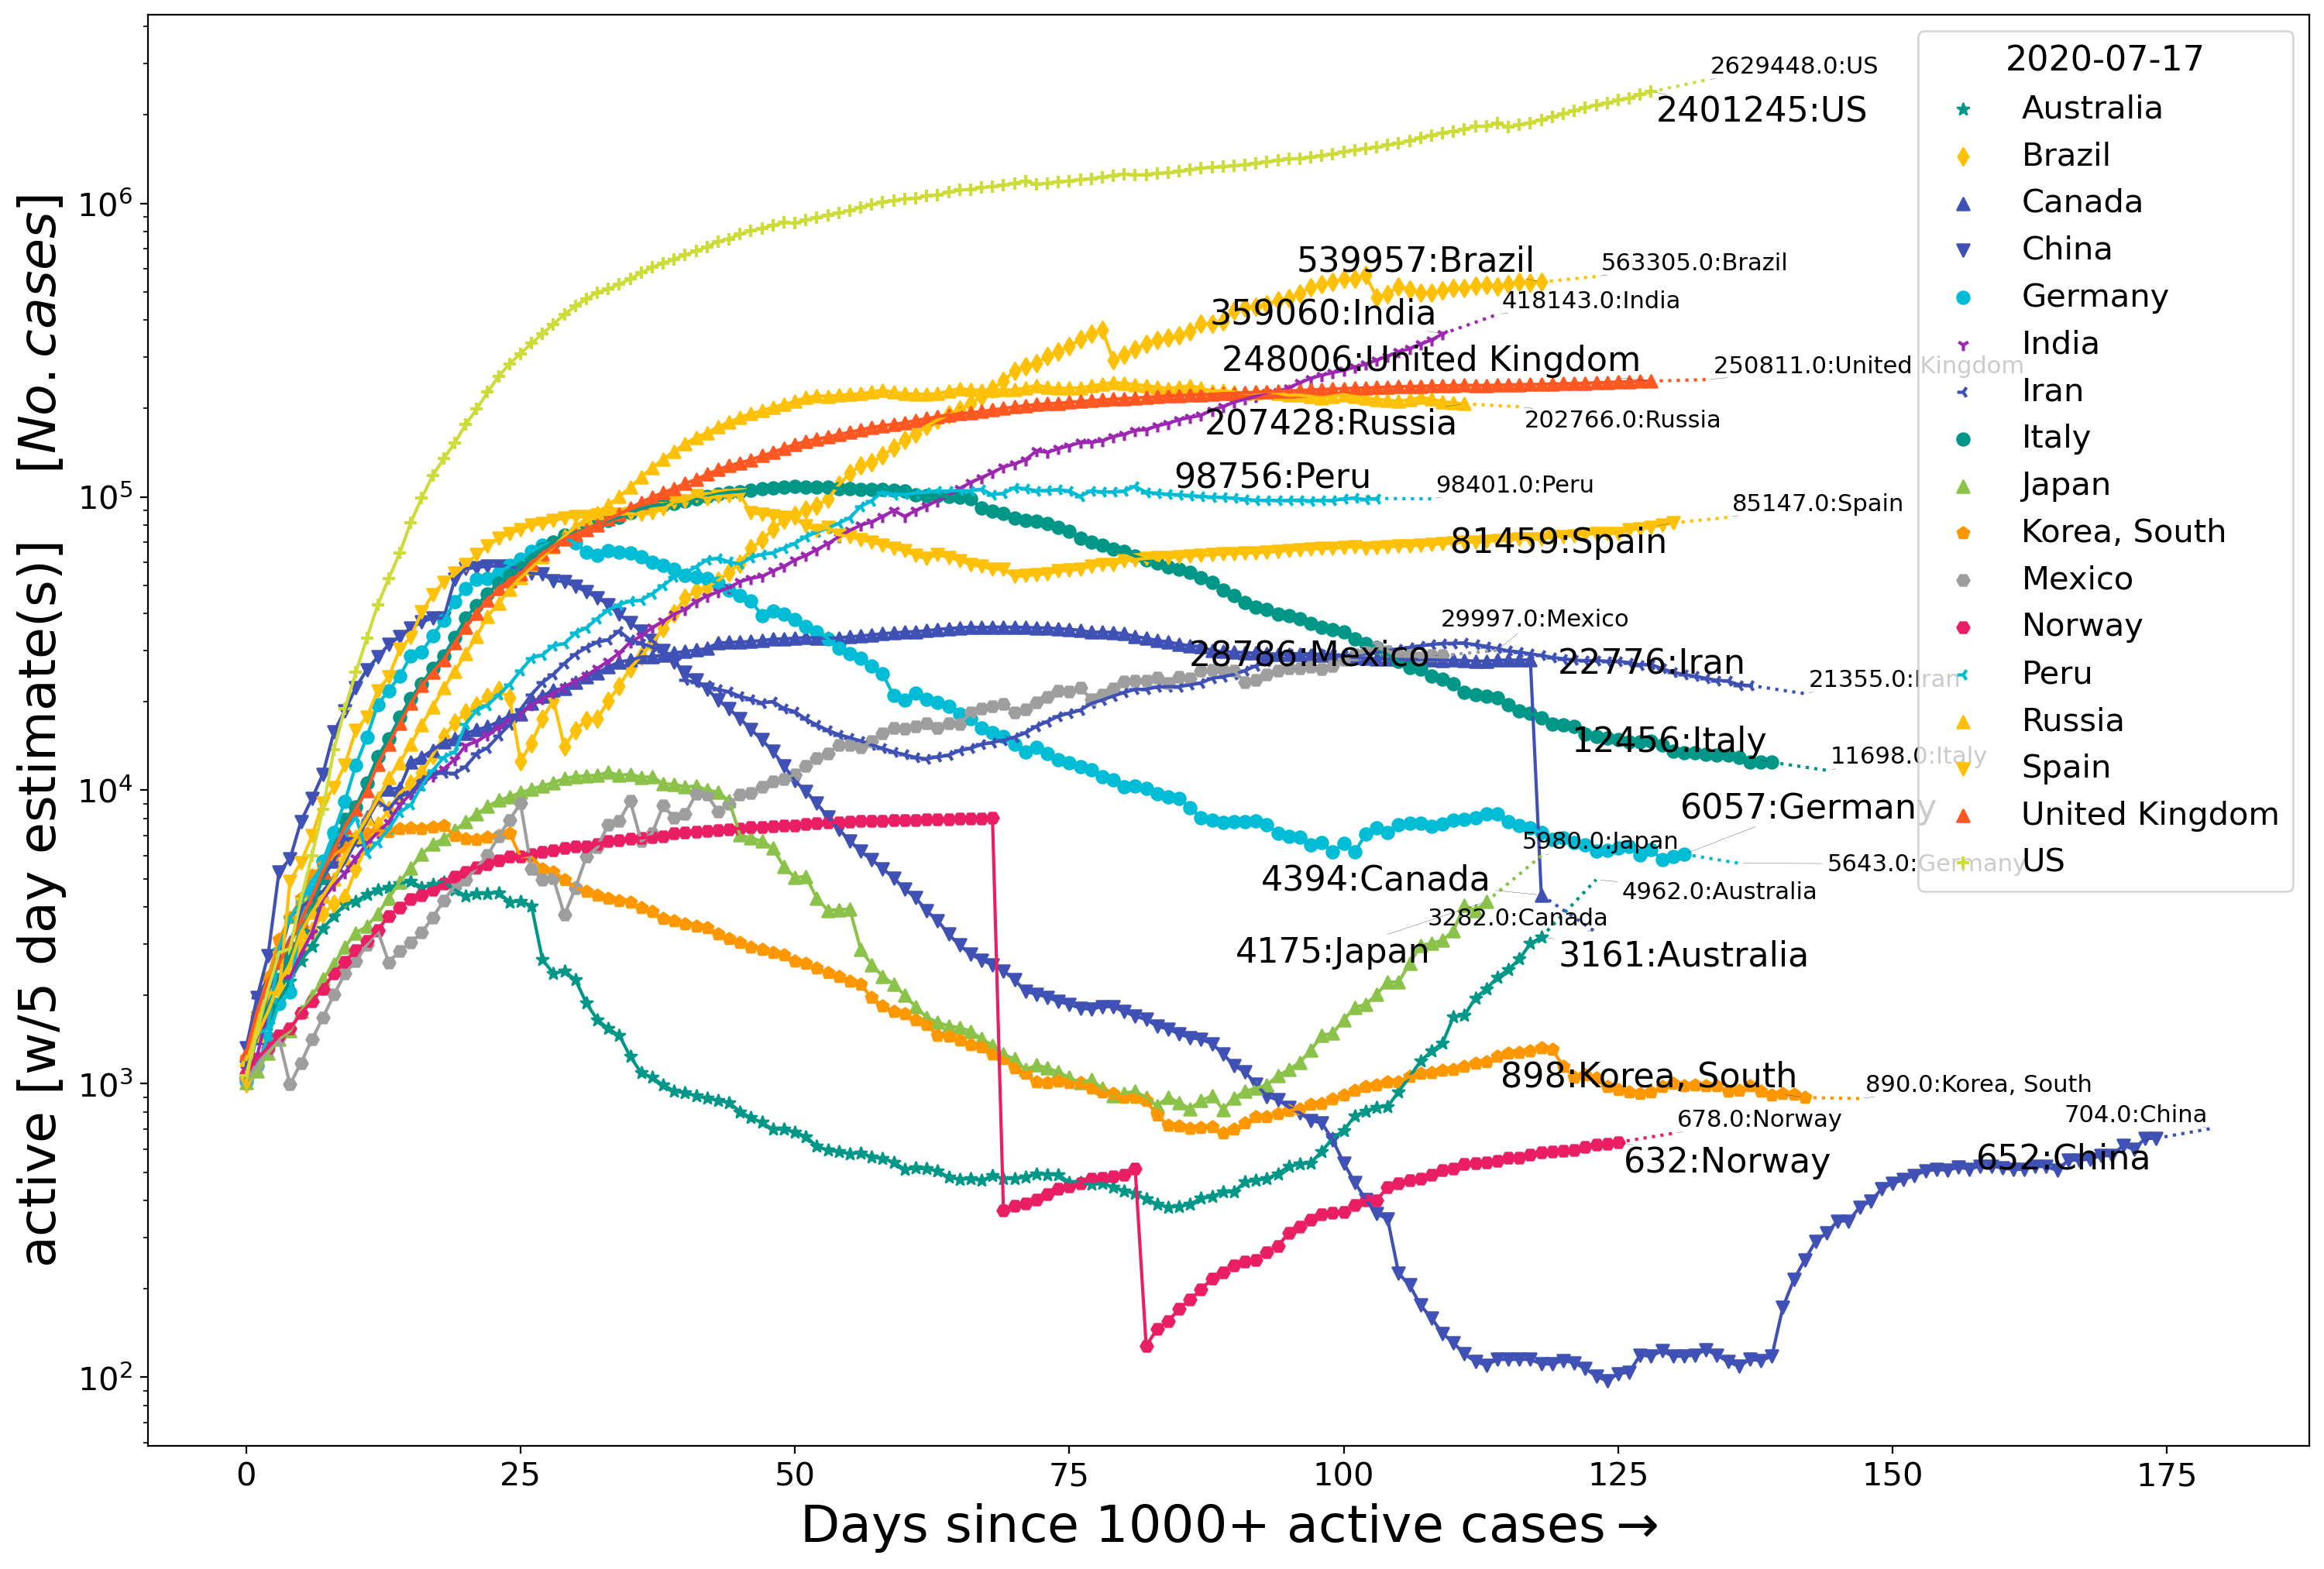 2020-07-17
Australia
Brazil
Canada
China
Germany
India
Iran
Italy
Japan
Korea, South
Mexico
Norway
Peru
Russia
Spain
United Kingdom
US
2629448.0:US
2401245:US
539957:Brazil
563305.0:Brazil
359060:India
418143.0:India
248006:United Kingdom
250811.0:United Kingdom
207428:Russia
202766.0:Russia
98756:Peru
98401.0:Peru
85147.0:Spain
81459:Spain
29997.0:Mexico
28786:Mexico
22776:Iran
21355.0:Iran
12456:Italy
11698.0:Italy
6057:Germany
5980.0:Japan
5643.0:Germany
4394:Canada
4962.0:Australia
3282.0:Canada
4175:Japan
3161:Australia
898:Korea, South
890.0:Korea, South
678.0:Norway
704.0:China
632:Norway
652:China
active [w/5 day estimate(s)] [No.cases]
10⁶
10⁵
10⁴
10³
10²
0 25 50 75 100 125 150 175
Days since 1000+ active cases→